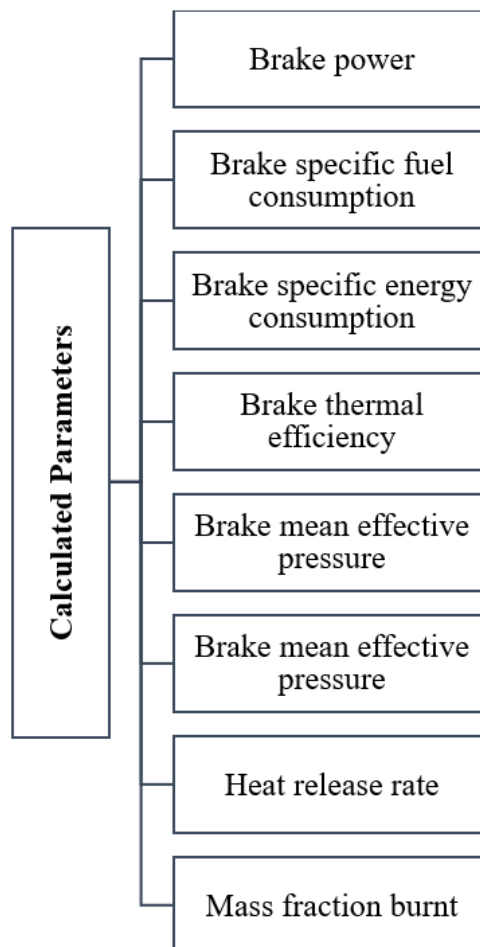 Calculated Parameters
Brake power
Brake specific fuel
consumption
Brake specific energy
consumption
Brake thermal
efficiency
Brake mean effective
pressure
Brake mean effective
pressure
Heat release rate
Mass fraction burnt